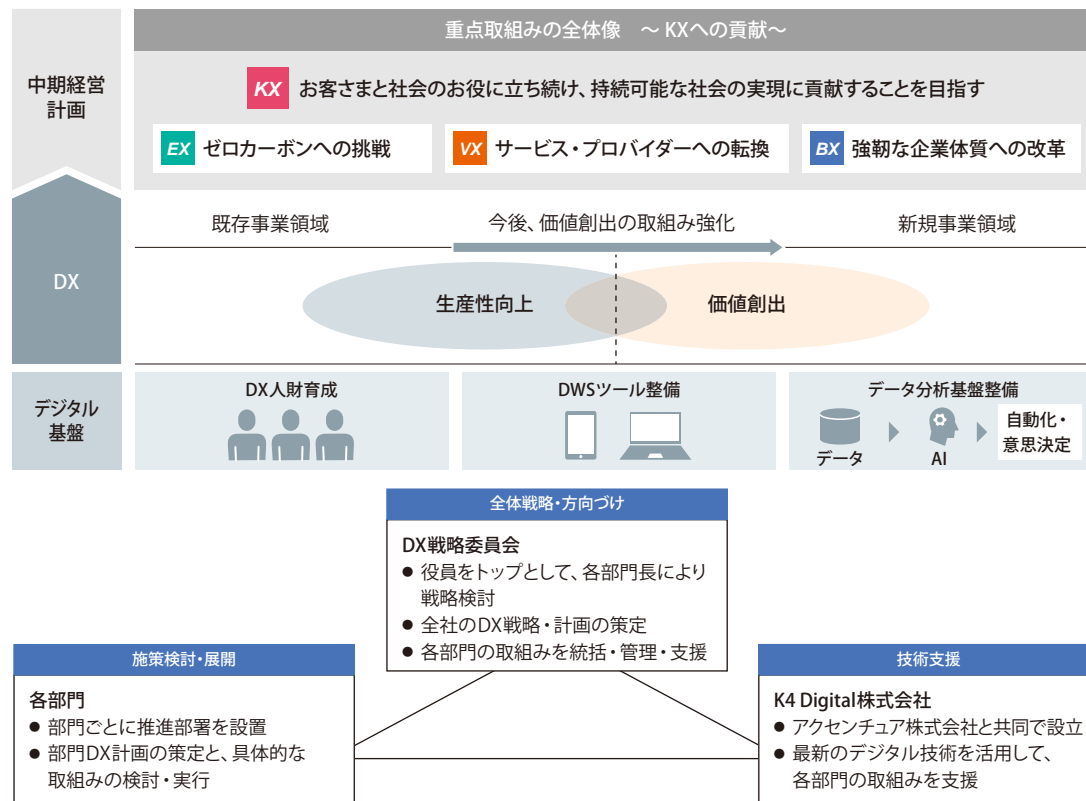 重点取組みの全体像　～ KXへの貢献～
中期経営
計画
KX お客さまと社会のお役に立ち続け、持続可能な社会の実現に貢献することを目指す
EX ゼロカーボンへの挑戦
VX サービス・プロバイダーへの転換
BX 強靭な企業体質への改革
DX
既存事業領域
今後、価値創出の取組み強化
新規事業領域
生産性向上
価値創出
デジタル
基盤
DX人財育成
DWSツール整備
データ分析基盤整備
データ
AI
自動化・
意思決定
全体戦略・方向づけ
DX戦略委員会
● 役員をトップとして、各部門長により
戦略検討
● 全社のDX戦略・計画の策定
● 各部門の取組みを統括・管理・支援
施策検討・展開
各部門
● 部門ごとに推進部署を設置
● 部門DX計画の策定と、具体的な
取組みの検討・実行
技術支援
K4 Digital株式会社
● アクセンチュア株式会社と共同で設立
● 最新のデジタル技術を活用して、
各部門の取組みを支援